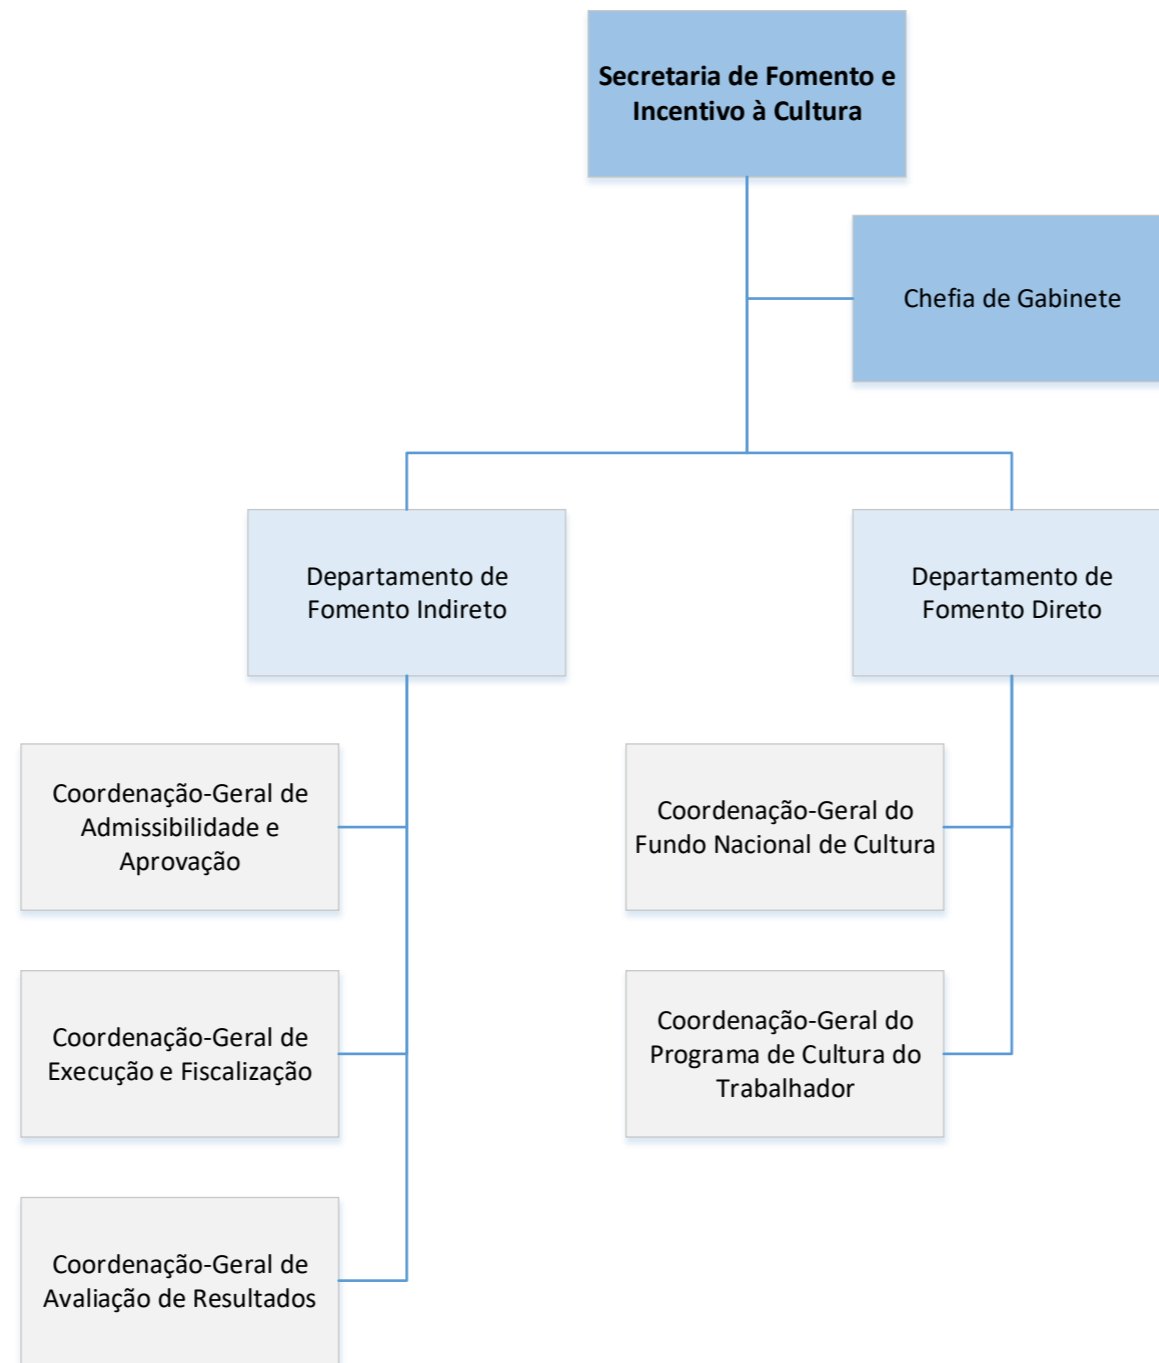 Secretaria de Fomento e
Incentivo à Cultura
Chefia de Gabinete
Departamento de
Fomento Indireto
Departamento de
Fomento Direto
Coordenação-Geral de
Admissibilidade e
Aprovação
Coordenação-Geral do
Fundo Nacional de Cultura
Coordenação-Geral de
Execução e Fiscalização
Coordenação-Geral do
Programa de Cultura do
Trabalhador
Coordenação-Geral de
Avaliação de Resultados